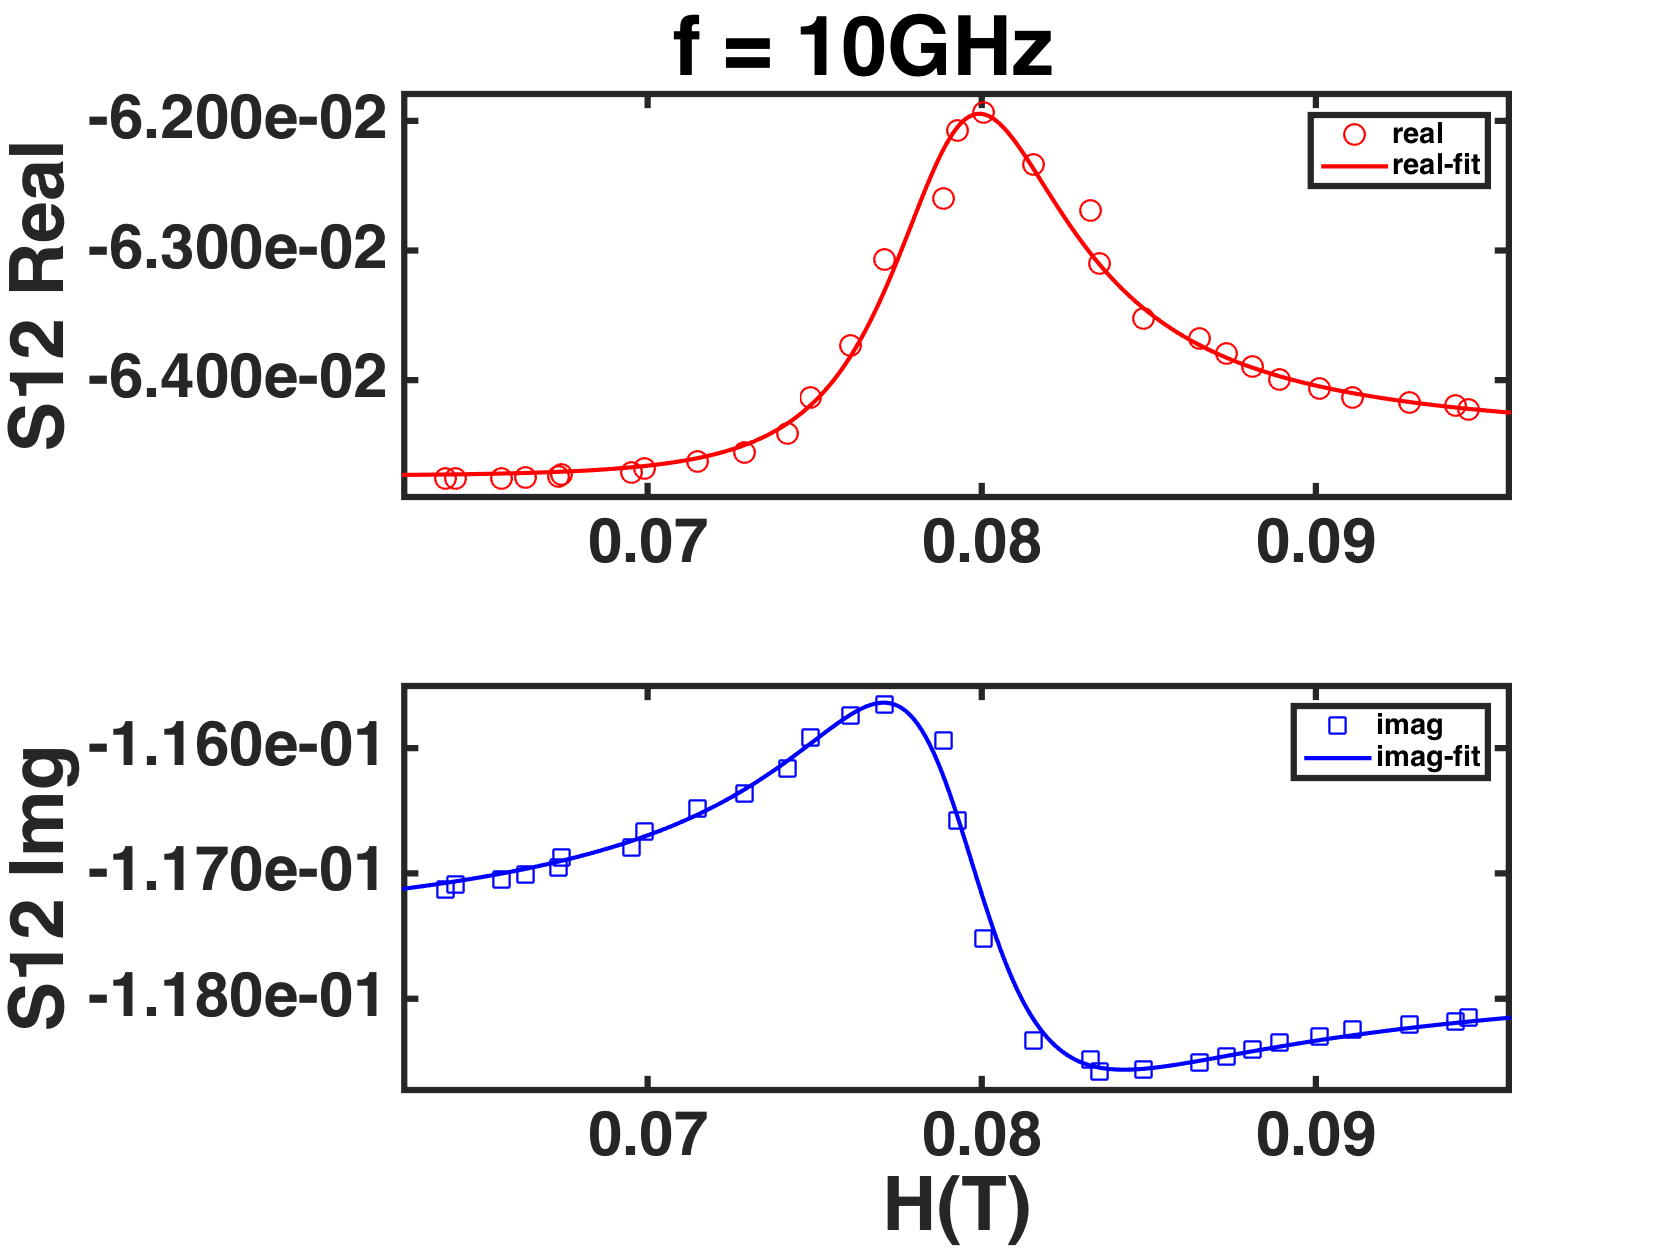 f = 10GHz
S12 Real
-6.200e-02
-6.300e-02
-6.400e-02
real
real-fit
0.07
0.08
0.09
S12 Img
-1.160e-01
-1.170e-01
-1.180e-01
imag
imag-fit
0.07
0.08
0.09
H(T)